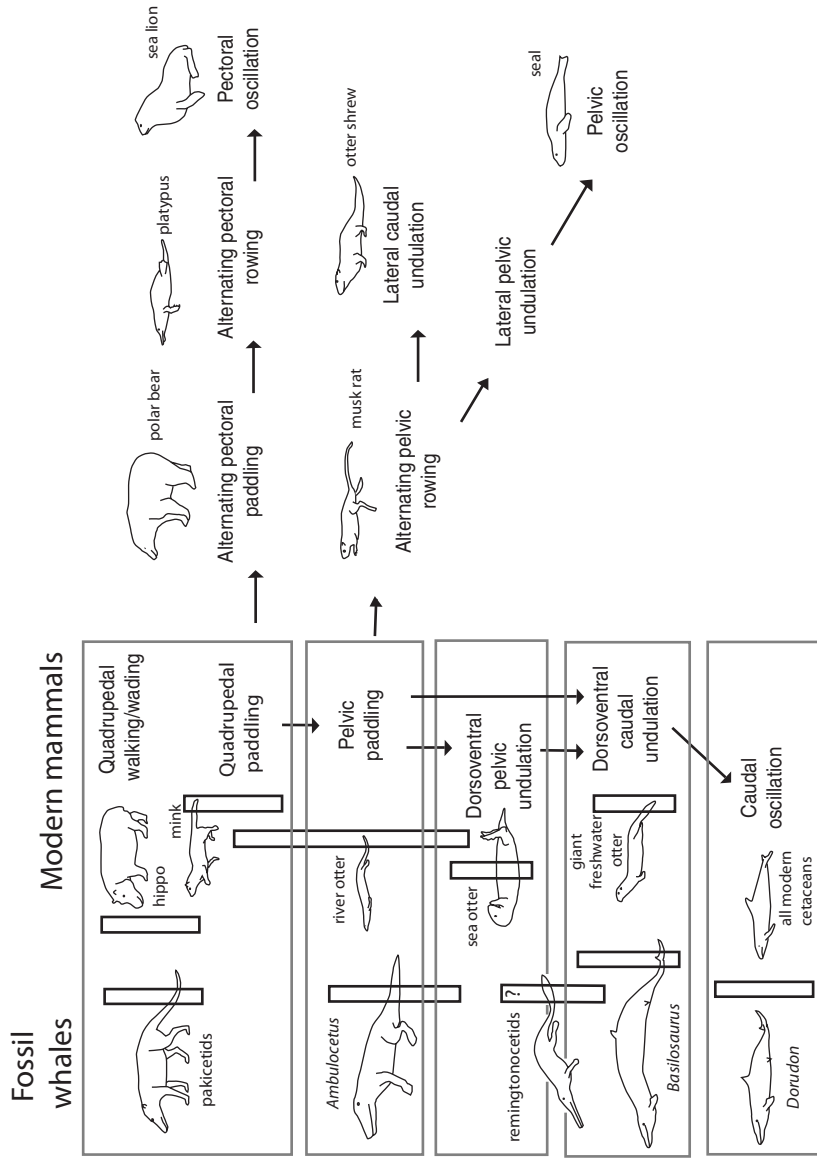 Fossil
whales
Modern mammals
pakicetids
hippo
mink
Quadrupedal
walking/wading
Quadrupedal
paddling
polar bear
Alternating pectoral
paddling
platypus
Alternating pectoral
rowing
sea lion
Pectoral
oscillation
Ambulocetus
river otter
Pelvic
paddling
musk rat
Alternating pelvic
rowing
otter shrew
Lateral caudal
undulation
remingtonocetids
?
sea otter
Dorsoventral
pelvic
undulation
Lateral pelvic
undulation
seal
Pelvic
oscillation
Basilosaurus
giant
freshwater
otter
Dorsoventral
caudal
undulation
Dorudon
all modern
cetaceans
Caudal
oscillation